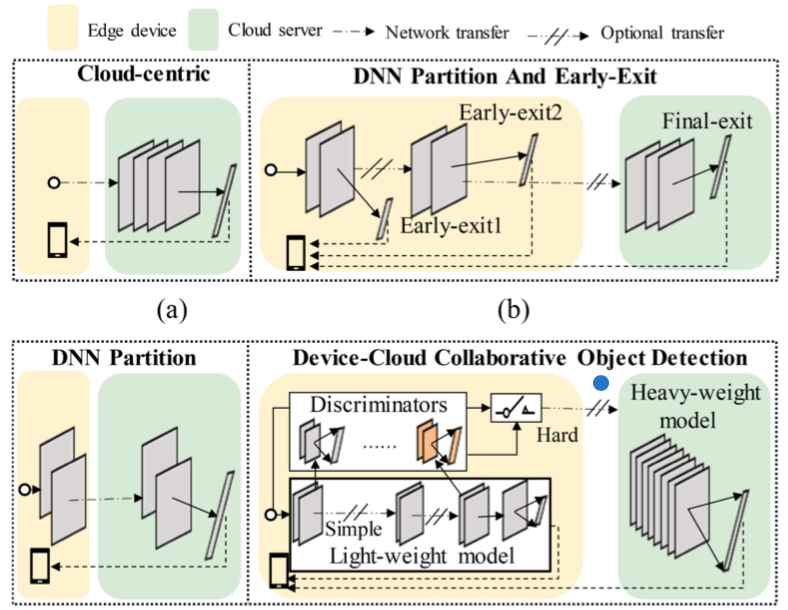 Edge device
Cloud server
Network transfer
Optional transfer
Cloud-centric
DNN Partition And Early-Exit
Early-exit2
Final-exit
Early-exit1
(a)
(b)
DNN Partition
Device-Cloud Collaborative Object Detection
Discriminators
Heavy-weight
model
Hard
......
Simple
Light-weight model